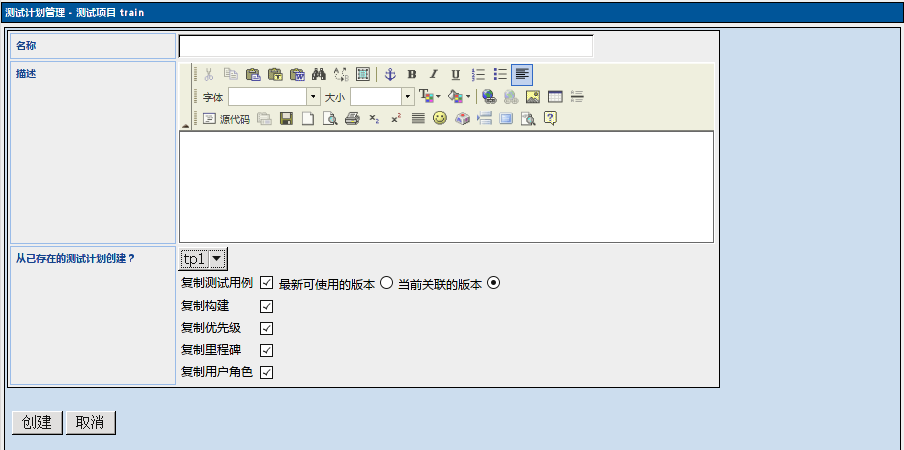 测试计划管理 - 测试项目 train
名称
描述
B I U
字体 大小
源代码
从已存在的测试计划创建？
tp1
复制测试用例 最新可使用的版本 当前关联的版本
复制构建
复制优先级
复制里程碑
复制用户角色
创建 取消